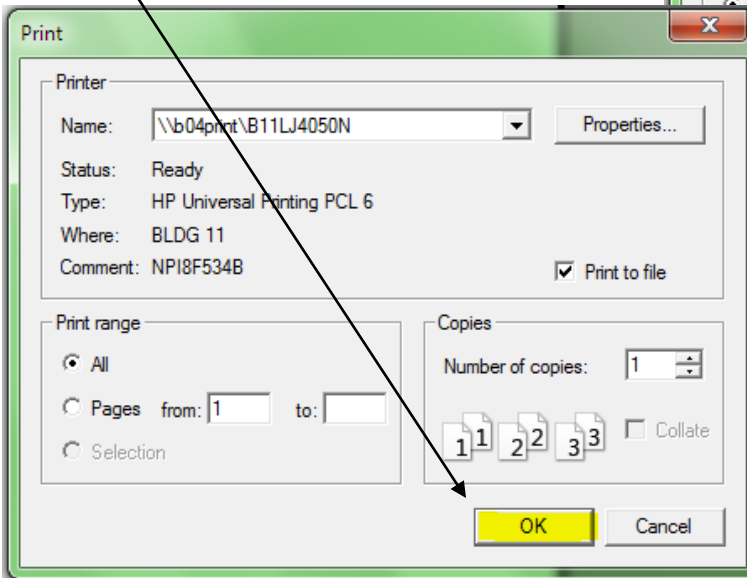 Print
Printer
Name: \\b04print\B11LJ4050N Properties...
Status: Ready
Type: HP Universal Printing PCL 6
Where: BLDG 11
Comment: NPI8F534B Print to file
Print range
All
Pages from: 1 to:
Selection
Copies
Number of copies: 1
1 1 2 2 3 3 Collate
OK Cancel